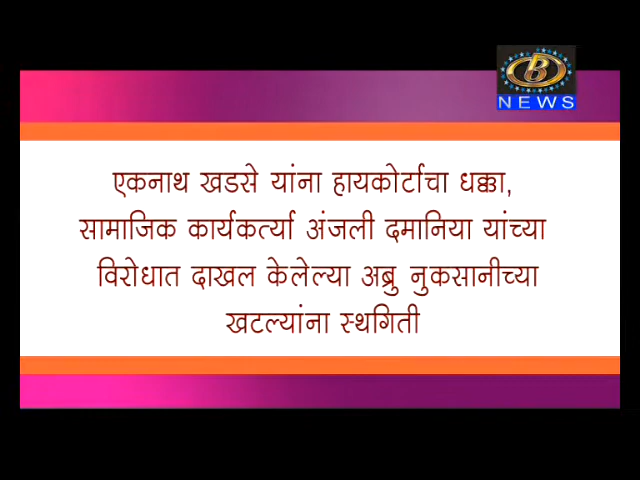 B
NEWS
एकनाथ खडसे यांना हायकोर्टाचा धक्का,
सामाजिक कार्यकर्त्या अंजली दमानिया यांच्या
विरोधात दाखल केलेल्या अब्रु नुकसानीच्या
खटल्यांना स्थगिती